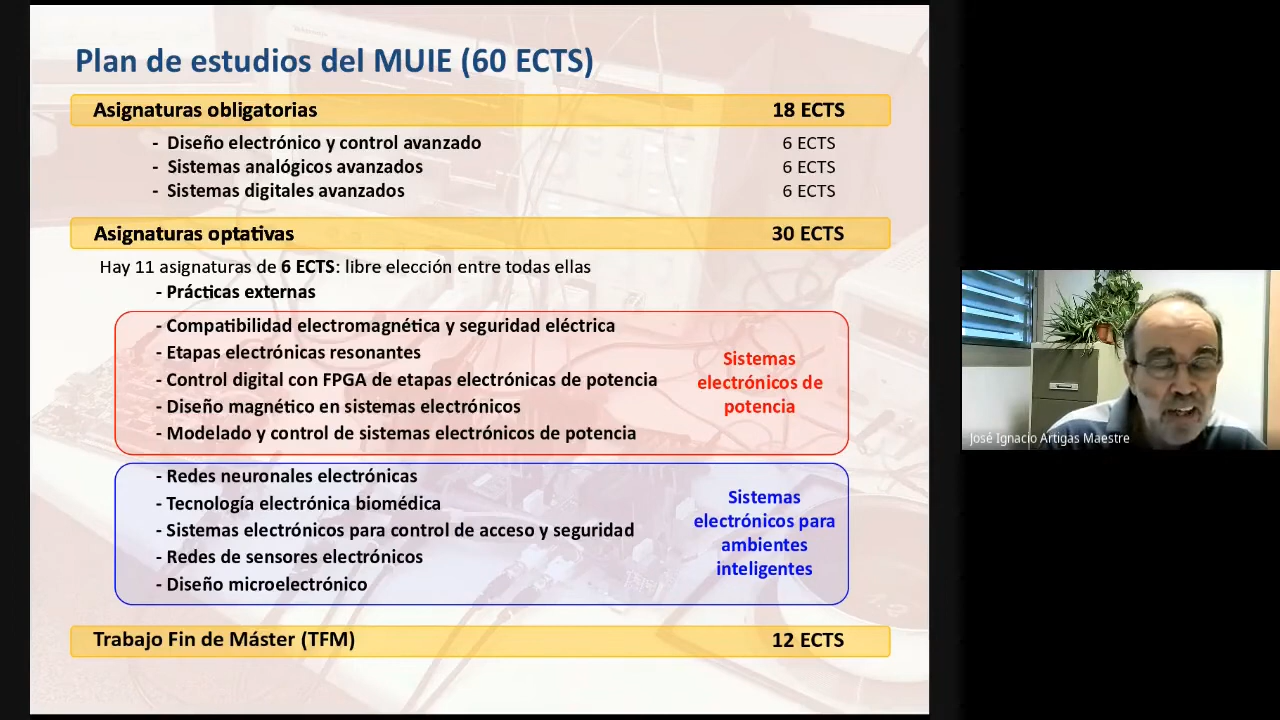 Plan de estudios del MUIE (60 ECTS)
Asignaturas obligatorias 18 ECTS
- Diseño electrónico y control avanzado 6 ECTS
- Sistemas analógicos avanzados 6 ECTS
- Sistemas digitales avanzados 6 ECTS
Asignaturas optativas 30 ECTS
Hay 11 asignaturas de 6 ECTS: libre elección entre todas ellas
- Prácticas externas
- Compatibilidad electromagnética y seguridad eléctrica
- Etapas electrónicas resonantes
- Control digital con FPGA de etapas electrónicas de potencia
- Diseño magnético en sistemas electrónicos
- Modelado y control de sistemas electrónicos de potencia
Sistemas
electrónicos de
potencia
- Redes neuronales electrónicas
- Tecnología electrónica biomédica
- Sistemas electrónicos para control de acceso y seguridad
- Redes de sensores electrónicos
- Diseño microelectrónico
Sistemas
electrónicos para
ambientes
inteligentes
Trabajo Fin de Máster (TFM) 12 ECTS
José Ignacio Artigas Maestre